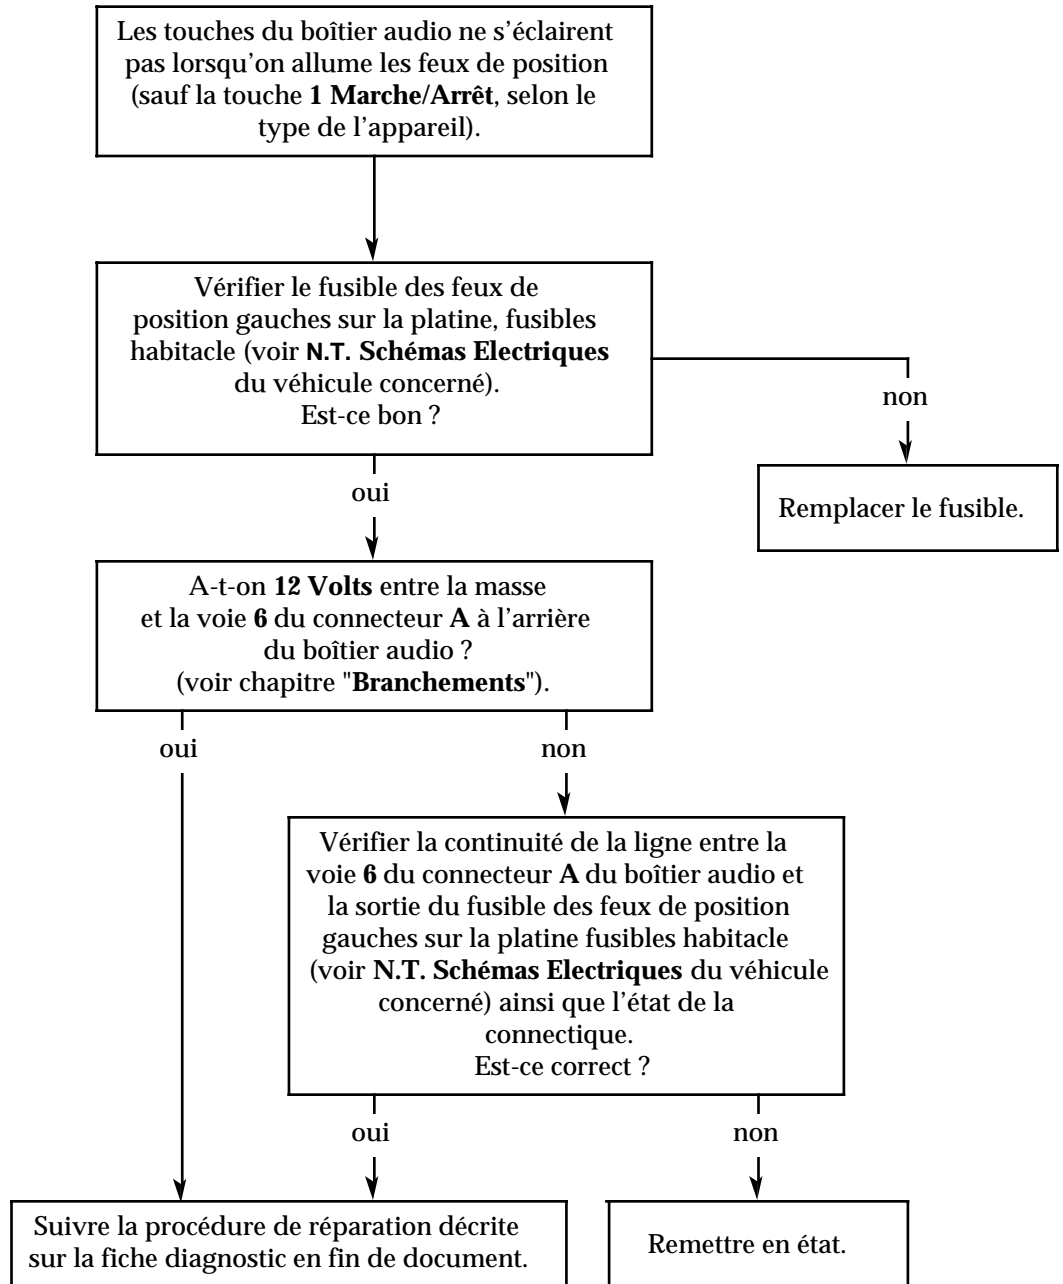 Les touches du boîtier audio ne s'éclairent
pas lorsqu'on allume les feux de position
(sauf la touche 1 Marche/Arrêt, selon le
type de l'appareil).
Vérifier le fusible des feux de
position gauches sur la platine, fusibles
habitacle (voir N.T. Schémas Electriques
du véhicule concerné).
Est-ce bon ?
non
Remplacer le fusible.
oui
A-t-on 12 Volts entre la masse
et la voie 6 du connecteur A à l'arrière
du boîtier audio ?
(voir chapitre "Branchements").
oui
non
Vérifier la continuité de la ligne entre la
voie 6 du connecteur A du boîtier audio et
la sortie du fusible des feux de position
gauches sur la platine fusibles habitacle
(voir N.T. Schémas Electriques du véhicule
concerné) ainsi que l'état de la
connectique.
Est-ce correct ?
oui
non
Suivre la procédure de réparation décrite
sur la fiche diagnostic en fin de document.
Remettre en état.